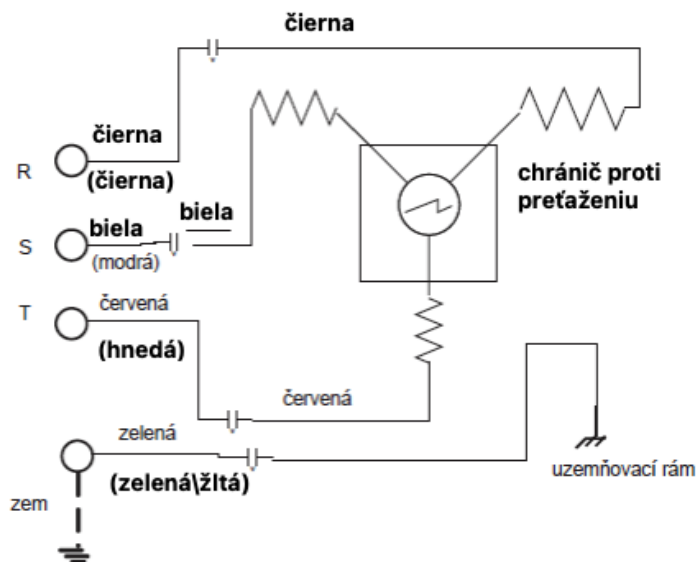 čierna
čierna
R
(čierna)
chránič proti
preťaženiu
biela
biela
S
(modrá)
T
červená
(hnedá)
červená
zelená
(zelená\žltá)
uzemňovací rám
zem